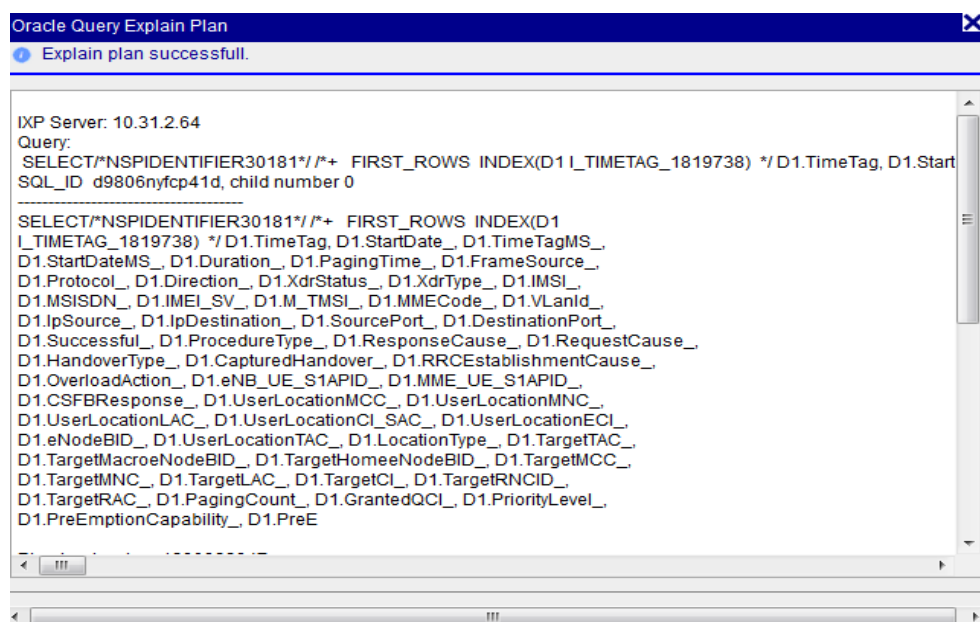 Oracle Query Explain Plan
Explain plan successfull.
IXP Server: 10.31.2.64
Query:
SELECT/*NSPIDENTIFIER30181*/ /*+ FIRST_ROWS INDEX(D1 I_TIMETAG_1819738) */ D1.TimeTag, D1.Start
SQL_ID d9806nyfcp41d, child number 0
-------------------------------------
SELECT/*NSPIDENTIFIER30181*/ /*+ FIRST_ROWS INDEX(D1
I_TIMETAG_1819738) */ D1.TimeTag, D1.StartDate_, D1.TimeTagMS_,
D1.StartDateMS_, D1.Duration_, D1.PagingTime_, D1.FrameSource_,
D1.Protocol_, D1.Direction_, D1.XdrStatus_, D1.XdrType_, D1.IMSI_,
D1.MSISDN_, D1.IMEI_SV_, D1.M_TMSI_, D1.MMECode_, D1.VLanId_,
D1.IpSource_, D1.IpDestination_, D1.SourcePort_, D1.DestinationPort_,
D1.Successful_, D1.ProcedureType_, D1.ResponseCause_, D1.RequestCause_,
D1.HandoverType_, D1.CapturedHandover_, D1.RRCEstablishmentCause_,
D1.OverloadAction_, D1.eNB_UE_S1APID_, D1.MME_UE_S1APID_,
D1.CSFBResponse_, D1.UserLocationMCC_, D1.UserLocationMNC_,
D1.UserLocationLAC_, D1.UserLocationCI_SAC_, D1.UserLocationECI_,
D1.eNodeBID_, D1.UserLocationTAC_, D1.LocationType_, D1.TargetTAC_,
D1.TargetMacroeNodeBID_, D1.TargetHomeeNodeBID_, D1.TargetMCC_,
D1.TargetMNC_, D1.TargetLAC_, D1.TargetCI_, D1.TargetRNCID_,
D1.TargetRAC_, D1.PagingCount_, D1.GrantedQCI_, D1.PriorityLevel_,
D1.PreEmptionCapability_, D1.PreE